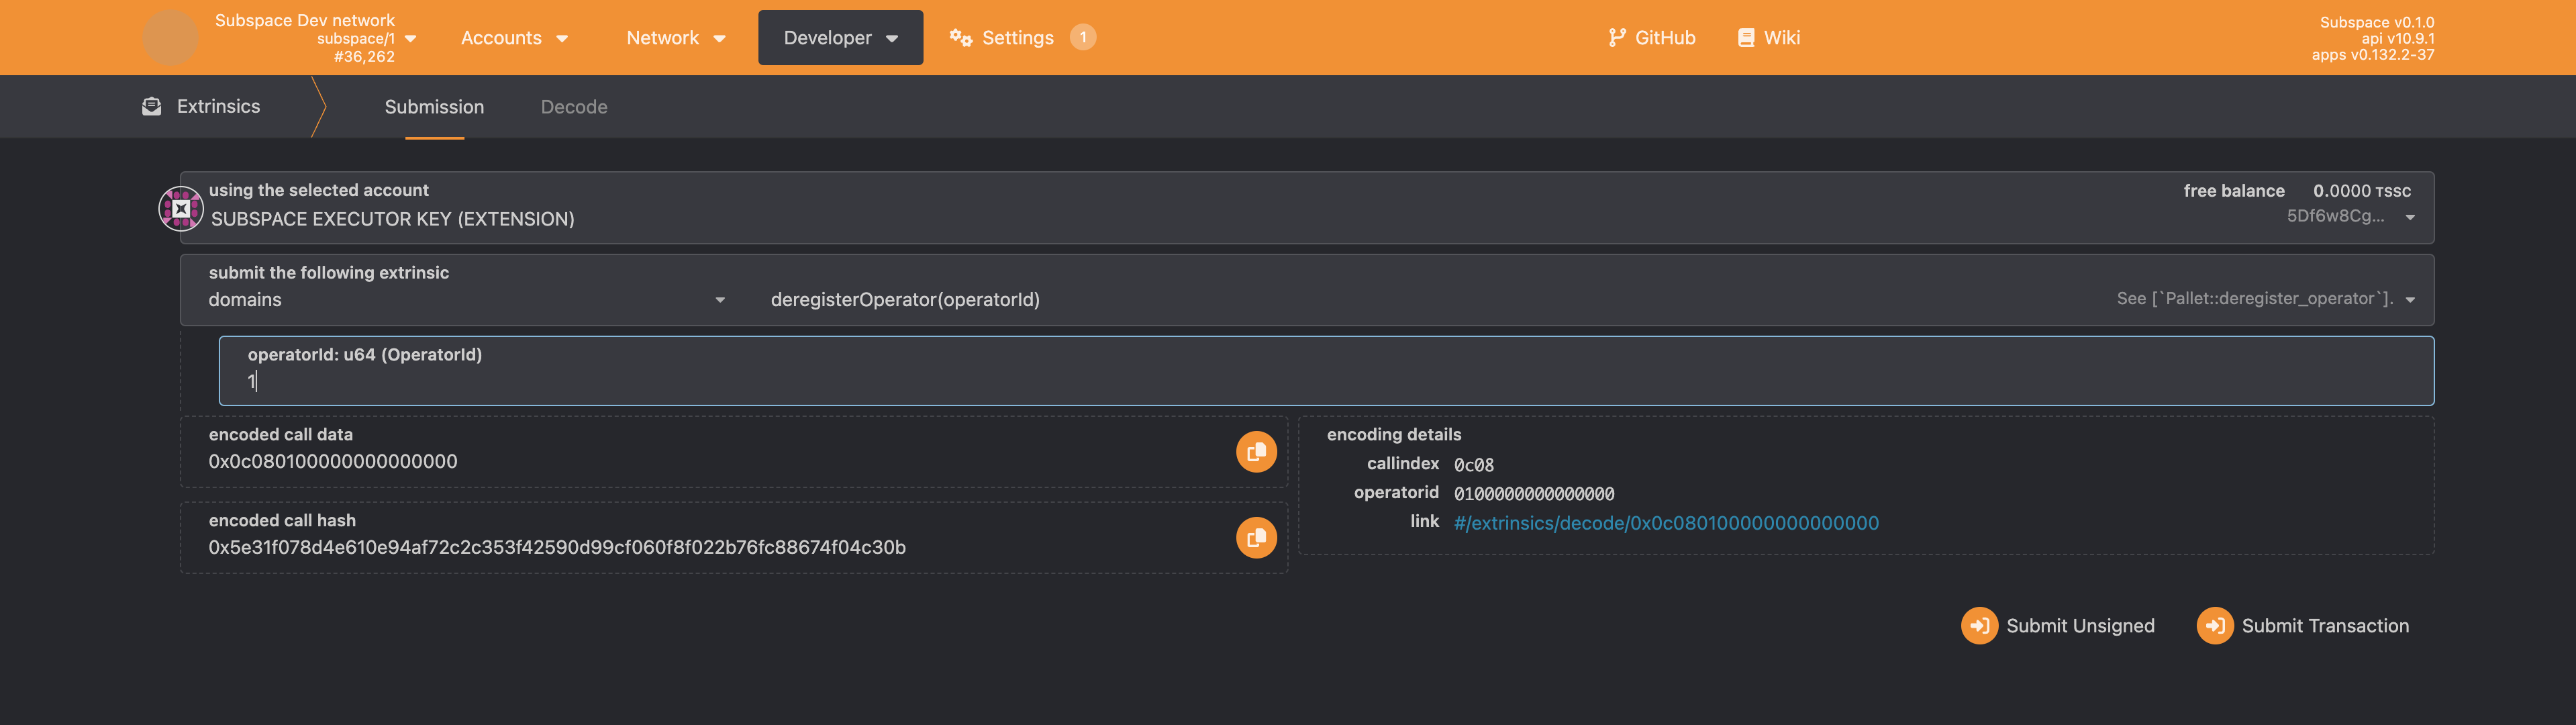 Subspace Dev network
subspace/1
#36,262
Accounts
Network
Developer
Settings
1
GitHub
Wiki
Subspace v0.1.0
api v10.9.1
apps v0.132.2-37
Extrinsics
Submission
Decode
using the selected account
SUBSPACE EXECUTOR KEY (EXTENSION)
free balance 0.0000 TSSC
5Df6w8Cg...
submit the following extrinsic
domains
deregisterOperator(operatorId)
See [`Pallet::deregister_operator`].
operatorId: u64 (OperatorId)
1
encoded call data
0x0c080100000000000000
encoded call hash
0x5e31f078d4e610e94af72c2c353f42590d99cf060f8f022b76fc88674f04c30b
encoding details
callindex 0c08
operatorid 0100000000000000
link #/extrinsics/decode/0x0c080100000000000000
Submit Unsigned
Submit Transaction